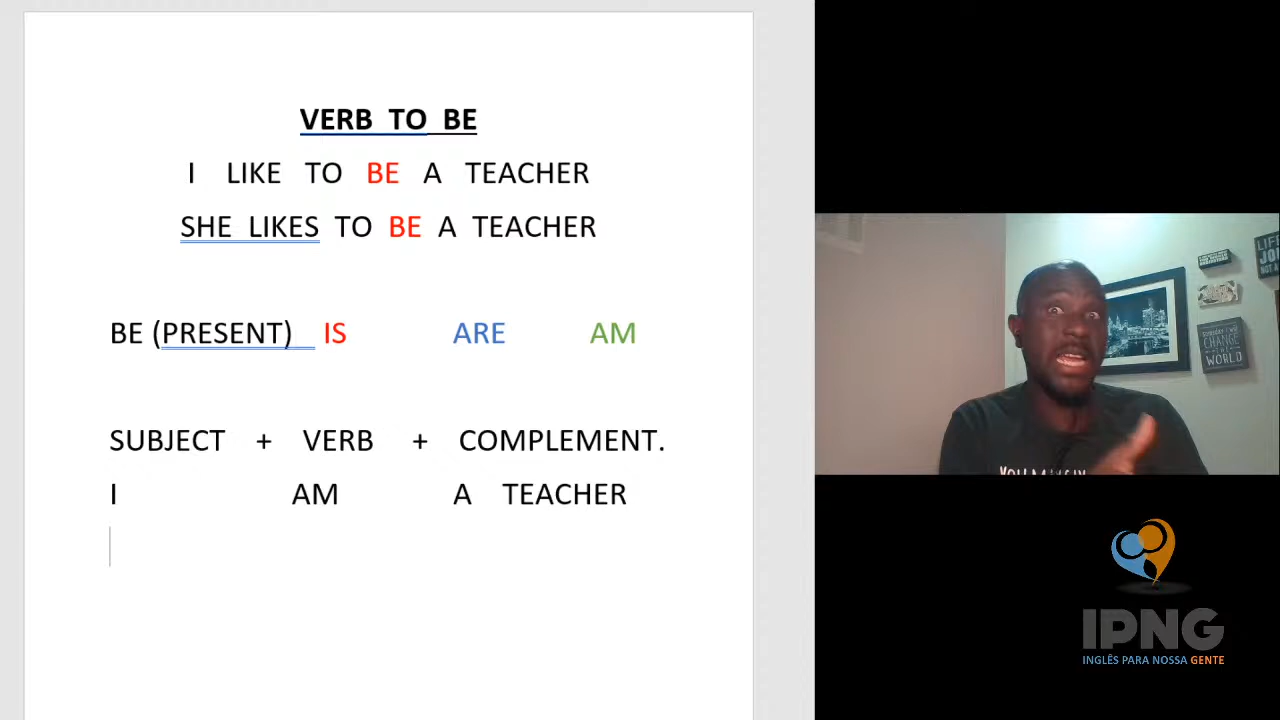 VERB TO BE
I LIKE TO BE A TEACHER
SHE LIKES TO BE A TEACHER
BE (PRESENT) IS ARE AM
SUBJECT + VERB + COMPLEMENT.
I AM A TEACHER
CHANGE
WORLD
LIFE
IPNG
INGLÊS PARA NOSSA GENTE